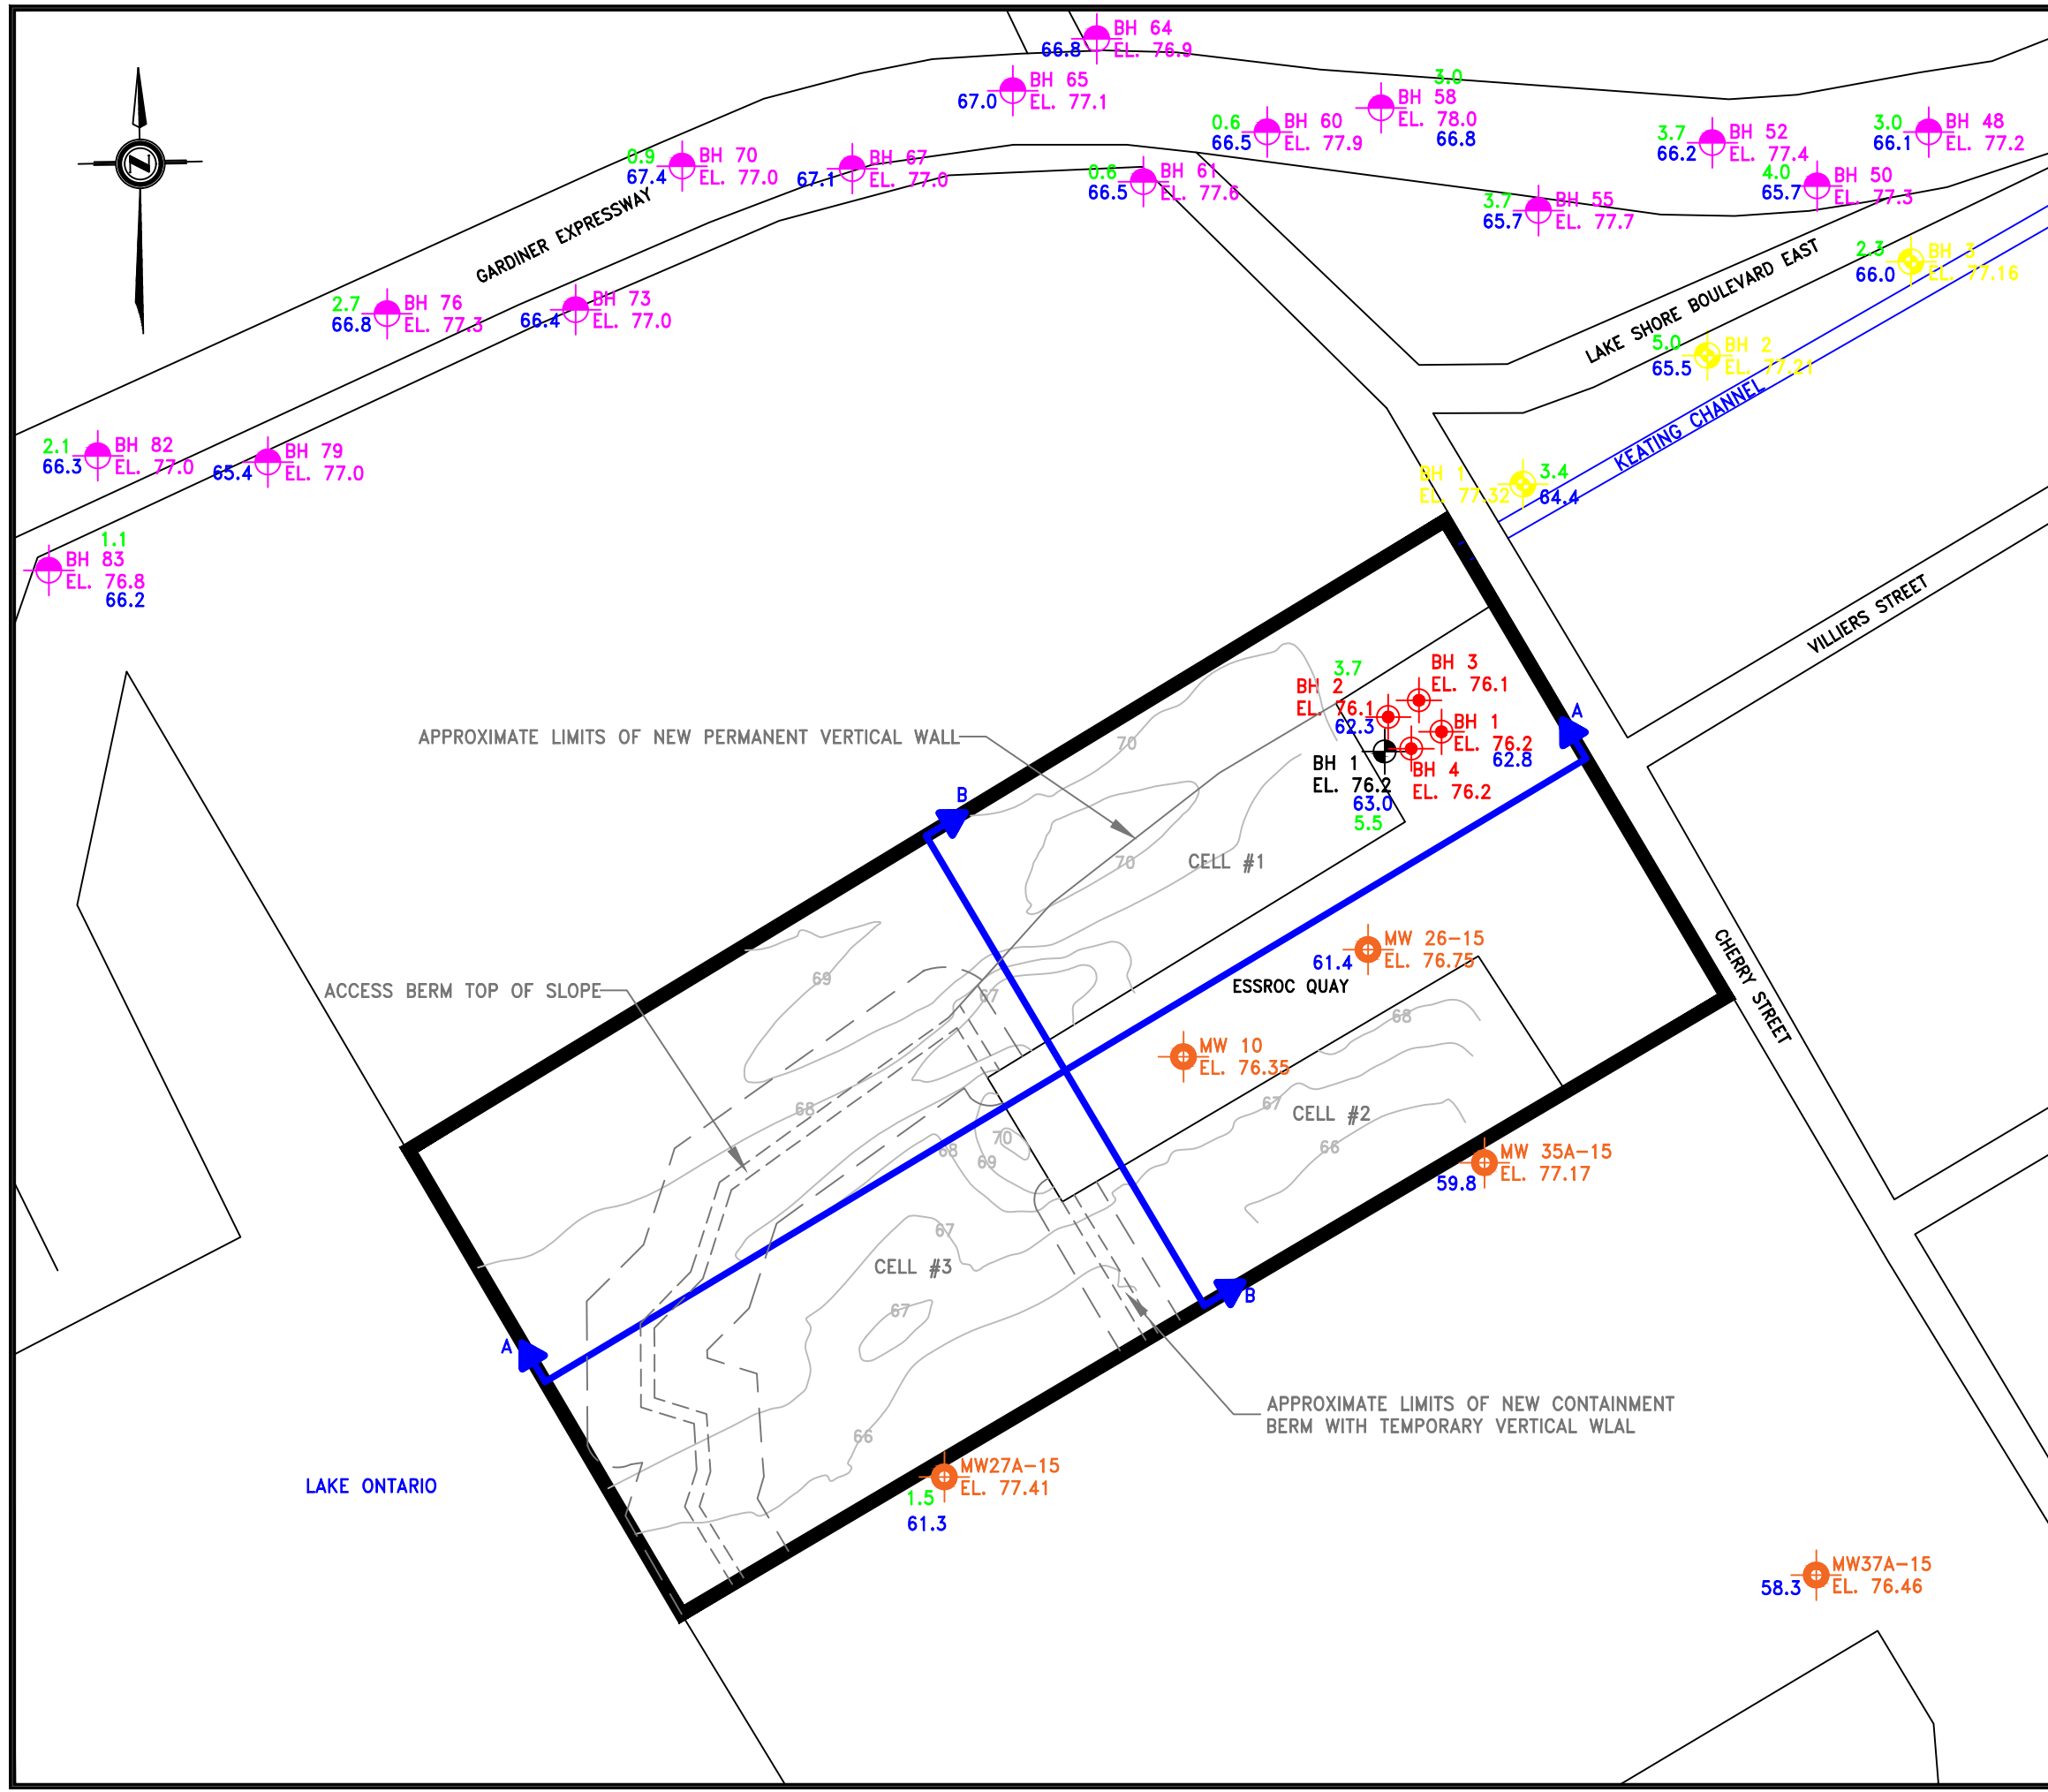 BH 64
66.8
EL. 76.9
BH 65
67.0
EL. 77.1
3.0
BH 58
EL. 78.0
66.8
0.6
BH 60
66.5
EL. 77.9
3.7
BH 52
66.2
EL. 77.4
3.0
BH 48
66.1
EL. 77.2
N
0.9
BH 70
67.4
EL. 77.0
BH 67
67.1
EL. 77.0
0.6
BH 61
66.5
EL. 77.6
4.0
BH 50
65.7
EL. 77.3
3.7
BH 55
65.7
EL. 77.7
GARDINER EXPRESSWAY
LAKE SHORE BOULEVARD EAST
2.3
BH 3
66.0
EL. 77.16
2.7
BH 76
66.8
EL. 77.3
BH 73
66.4
EL. 77.0
5.0
BH 2
65.5
EL. 77.21
KEATING CHANNEL
2.1
BH 82
66.3
EL. 77.0
BH 79
65.4
EL. 77.0
BH 1
3.4
EL. 77.32
64.4
1.1
BH 83
EL. 76.8
66.2
VILLIERS STREET
3.7
BH 3
EL. 76.1
BH 2
EL. 76.1
62.3
BH 1
EL. 76.2
62.8
A
BH 1
EL. 76.2
BH 4
EL. 76.2
63.0
5.5
APPROXIMATE LIMITS OF NEW PERMANENT VERTICAL WALL
70
B
70
CELL #1
CHERRY STREET
MW 26-15
61.4
EL. 76.75
ESSROC QUAY
69
ACCESS BERM TOP OF SLOPE
67
68
MW 10
EL. 76.35
68
67
CELL #2
66
70
68
69
MW 35A-15
EL. 77.17
59.8
67
CELL #3
67
B
A
APPROXIMATE LIMITS OF NEW CONTAINMENT
BERM WITH TEMPORARY VERTICAL WLAL
66
MW27A-15
EL. 77.41
1.5
61.3
LAKE ONTARIO
MW37A-15
58.3
EL. 76.46